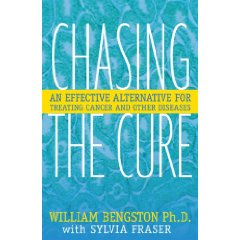 CHASING
AN EFFECTIVE ALTERNATIVE FOR
TREATING CANCER AND OTHER DISEASES
THE CURE
WILLIAM BENGSTON Ph.D.
with SYLVIA FRASER